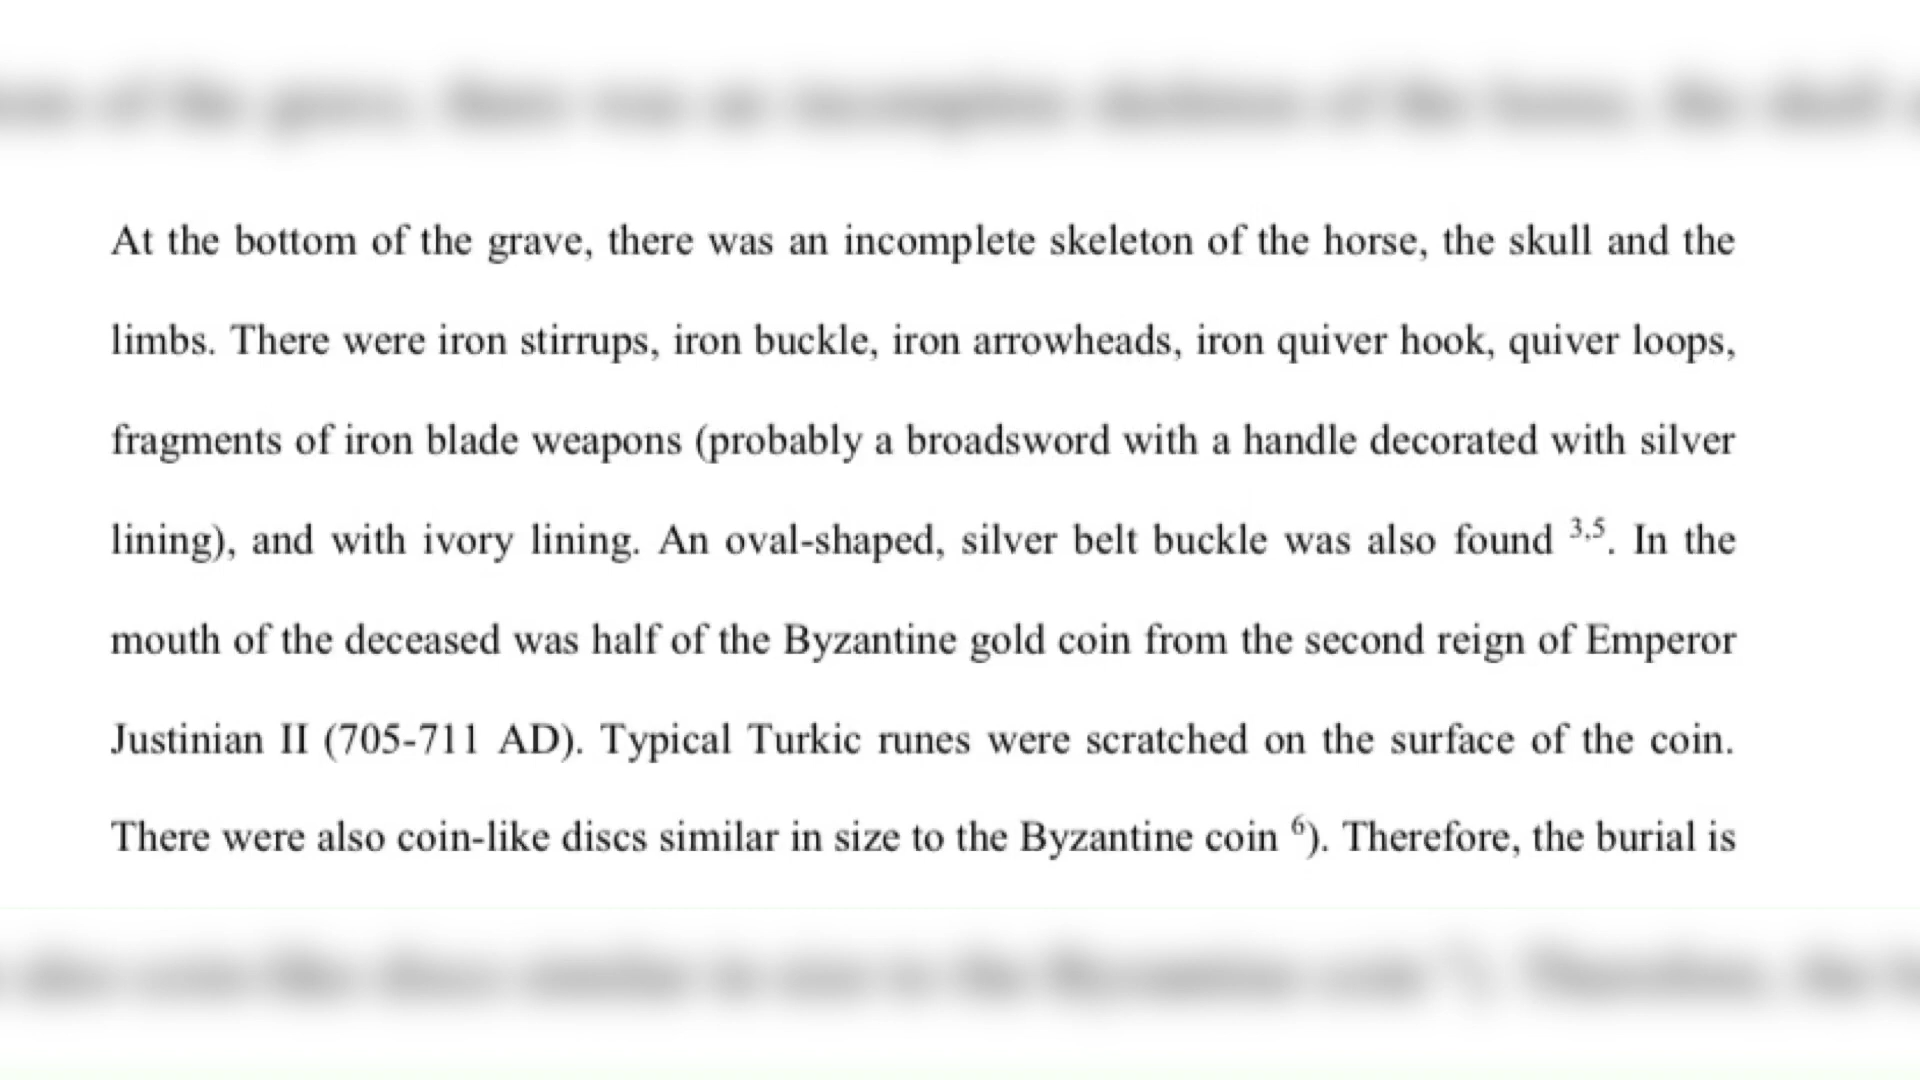 At the bottom of the grave, there was an incomplete skeleton of the horse, the skull and the
limbs. There were iron stirrups, iron buckle, iron arrowheads, iron quiver hook, quiver loops,
fragments of iron blade weapons (probably a broadsword with a handle decorated with silver
lining), and with ivory lining. An oval-shaped, silver belt buckle was also found 3,5. In the
mouth of the deceased was half of the Byzantine gold coin from the second reign of Emperor
Justinian II (705-711 AD). Typical Turkic runes were scratched on the surface of the coin.
There were also coin-like discs similar in size to the Byzantine coin 6). Therefore, the burial is